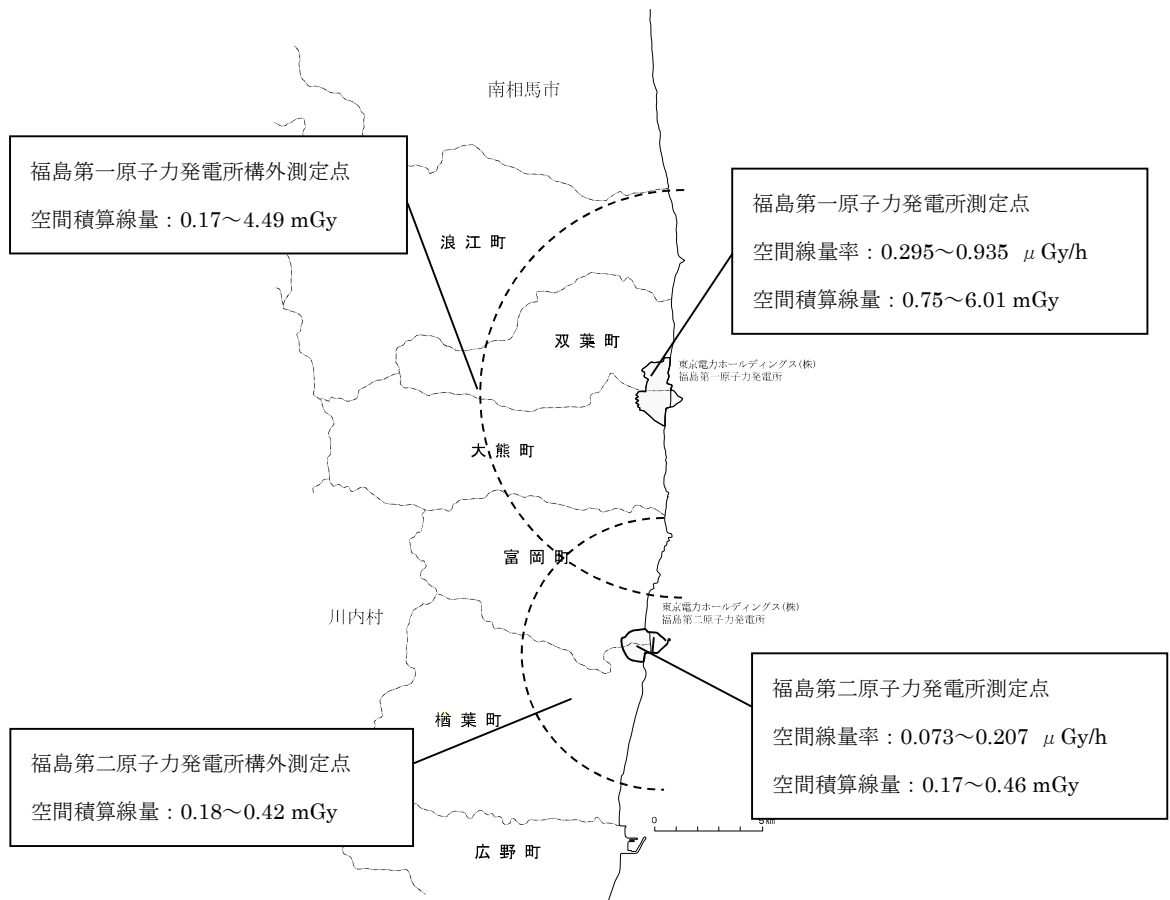 南相馬市
福島第一原子力発電所構外測定点
空間積算線量：0.17～4.49 mGy
福島第一原子力発電所測定点
空間線量率：0.295～0.935 μGy/h
空間積算線量：0.75～6.01 mGy
浪江町
双葉町
東京電力ホールディングス(株)
福島第一原子力発電所
大熊町
富岡町
川内村
東京電力ホールディングス(株)
福島第二原子力発電所
福島第二原子力発電所測定点
空間線量率：0.073～0.207 μGy/h
空間積算線量：0.17～0.46 mGy
楢葉町
福島第二原子力発電所構外測定点
空間積算線量：0.18～0.42 mGy
0 5km
広野町